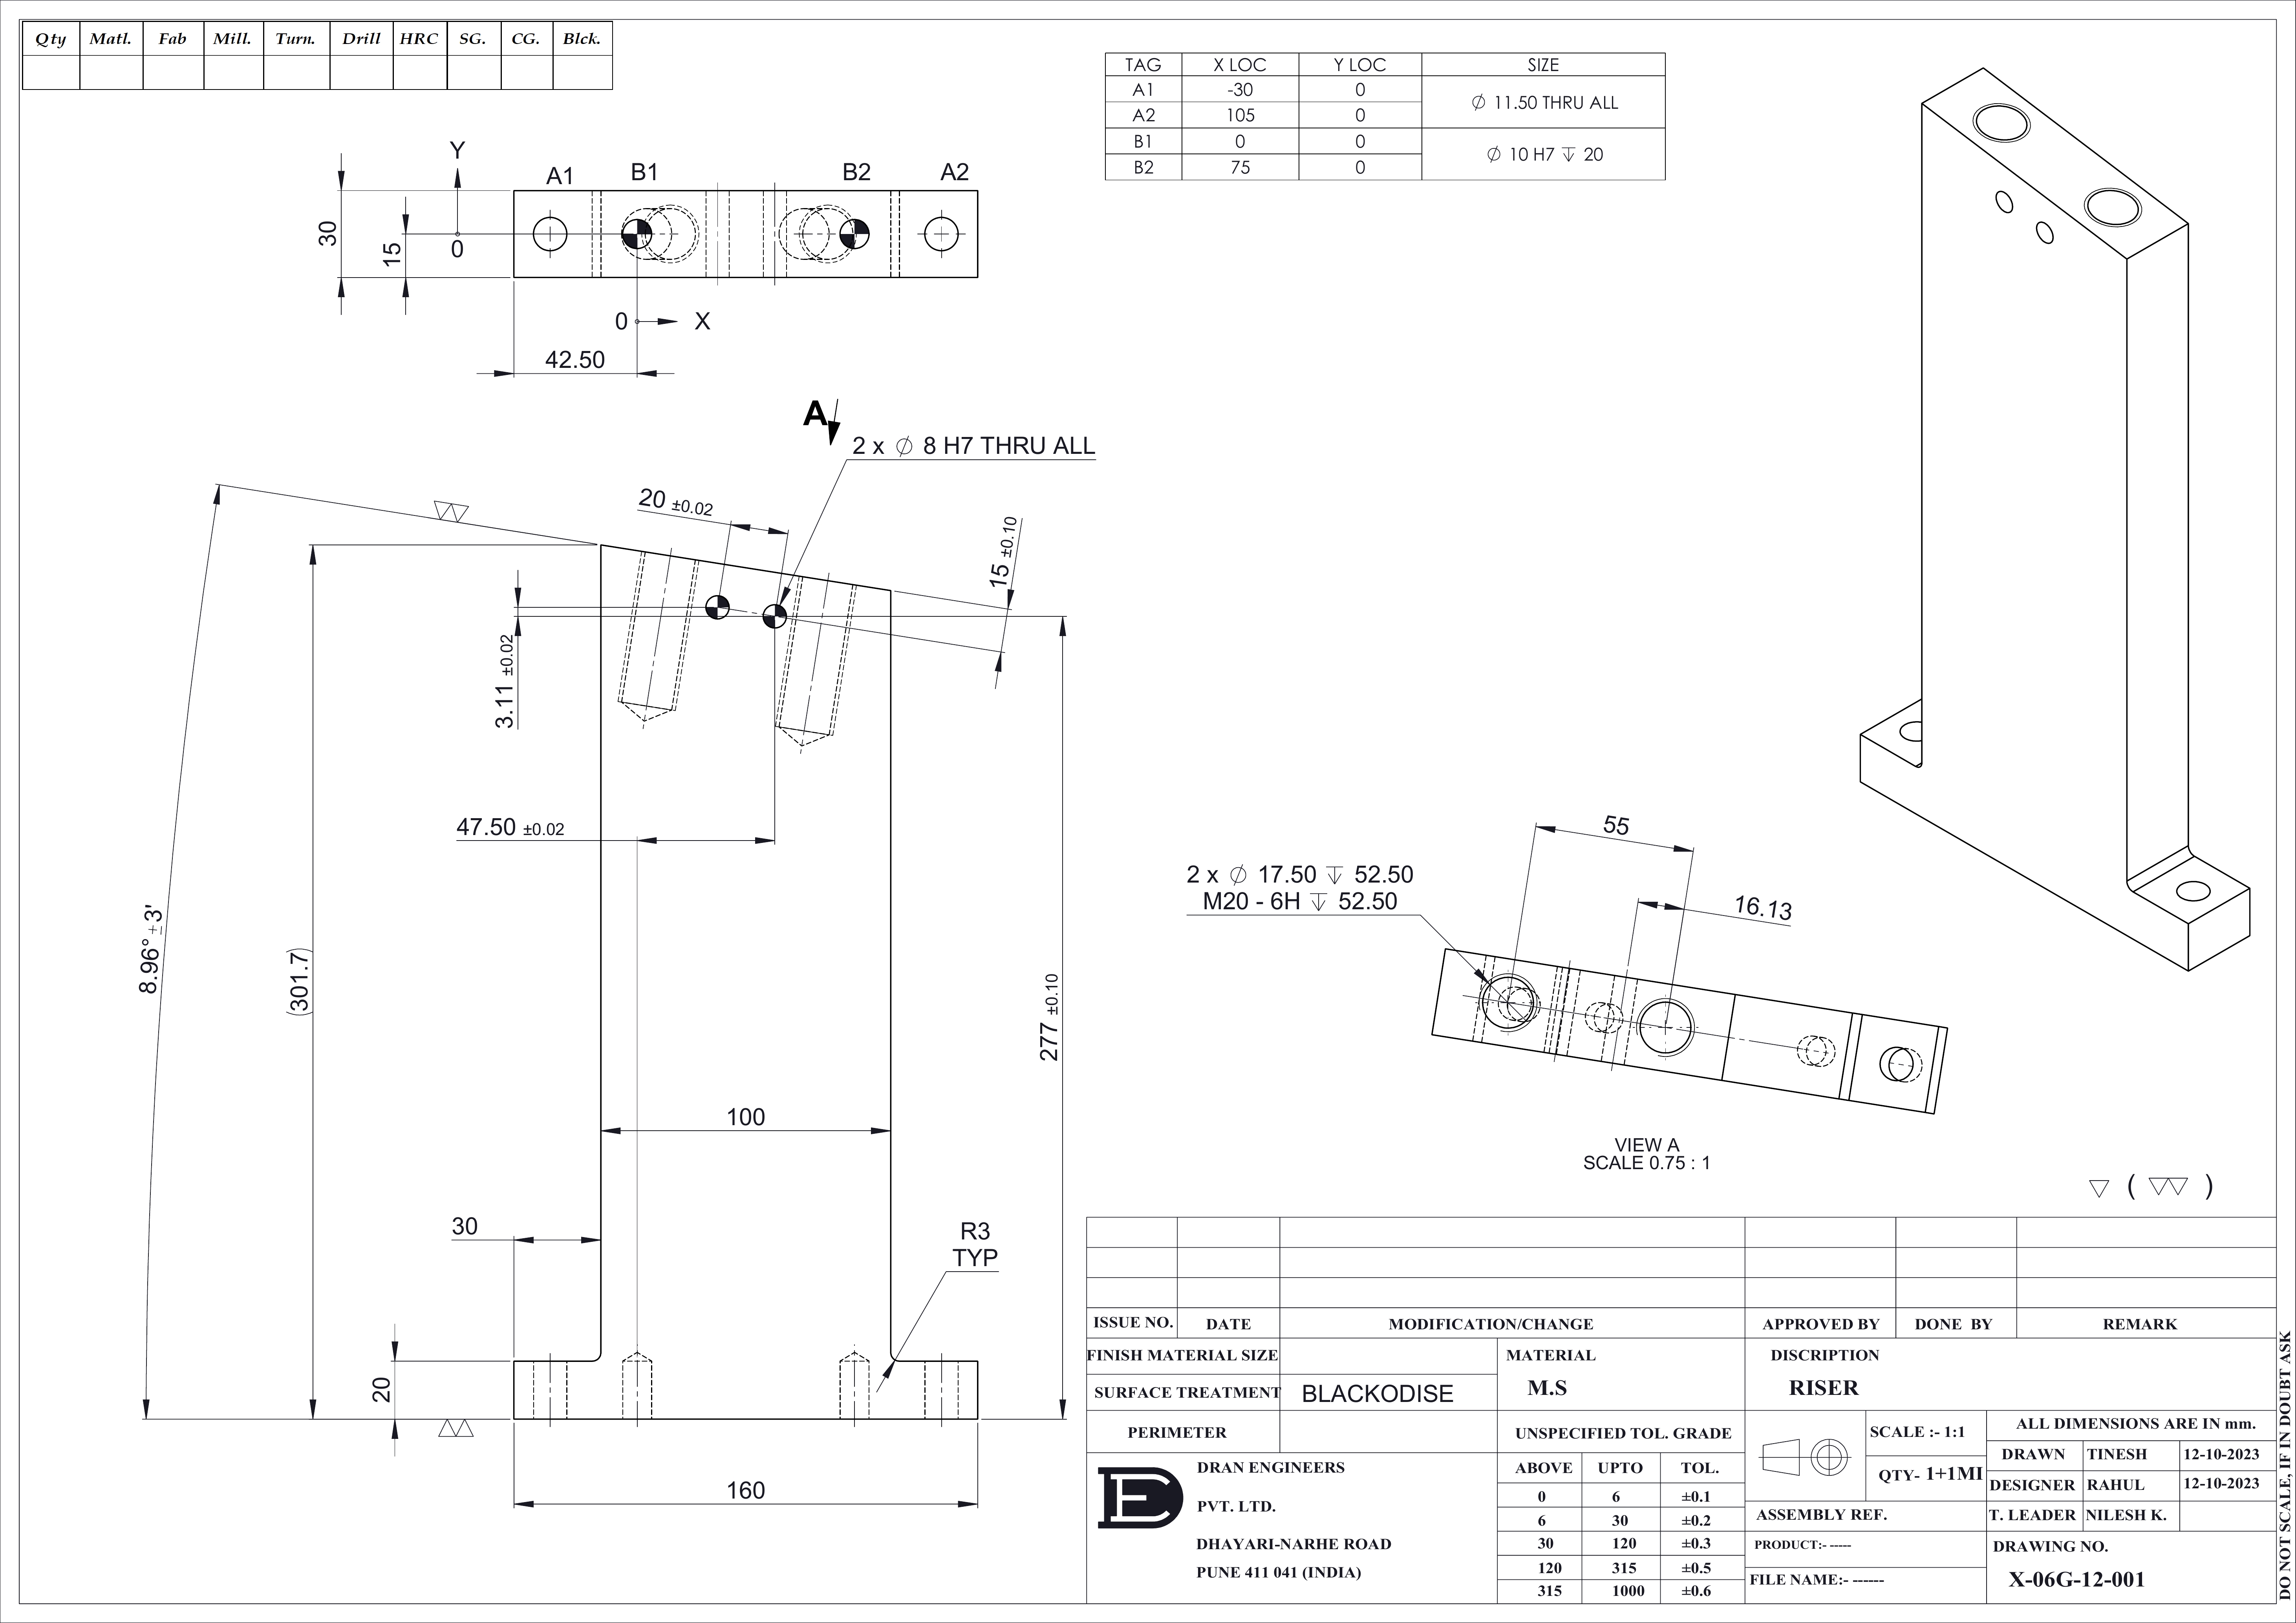 Qty Matl. Fab Mill. Turn. Drill HRC SG. CG. Blck.
TAG X LOC Y LOC SIZE
A1 -30 0 ∅ 11.50 THRU ALL
A2 105 0
B1 0 0 ∅ 10 H7 ↧ 20
B2 75 0
Y
A1 B1 B2 A2
30
15
0
0 X
42.50
A
2 x ∅ 8 H7 THRU ALL
20 ±0.02
15 ±0.10
3.11 ±0.02
47.50 ±0.02
8.96° ±3'
(301.7)
277 ±0.10
100
30
R3
TYP
20
160
55
2 x ∅ 17.50 ↧ 52.50
M20 - 6H ↧ 52.50
16.13
VIEW A
SCALE 0.75 : 1
▽ ( ▽▽ )
ISSUE NO. DATE MODIFICATION/CHANGE APPROVED BY DONE BY REMARK
FINISH MATERIAL SIZE
SURFACE TREATMENT BLACKODISE
PERIMETER
MATERIAL
M.S
DISCRIPTION
RISER
UNSPECIFIED TOL. GRADE
ABOVE UPTO TOL.
0 6 ±0.1
6 30 ±0.2
30 120 ±0.3
120 315 ±0.5
315 1000 ±0.6
DRAN ENGINEERS
PVT. LTD.
DHAYARI-NARHE ROAD
PUNE 411 041 (INDIA)
SCALE :- 1:1
QTY- 1+1MI
ALL DIMENSIONS ARE IN mm.
DRAWN TINESH 12-10-2023
DESIGNER RAHUL 12-10-2023
T. LEADER NILESH K.
ASSEMBLY REF.
PRODUCT:- -----
FILE NAME:- ------
DRAWING NO.
X-06G-12-001
DO NOT SCALE, IF IN DOUBT ASK